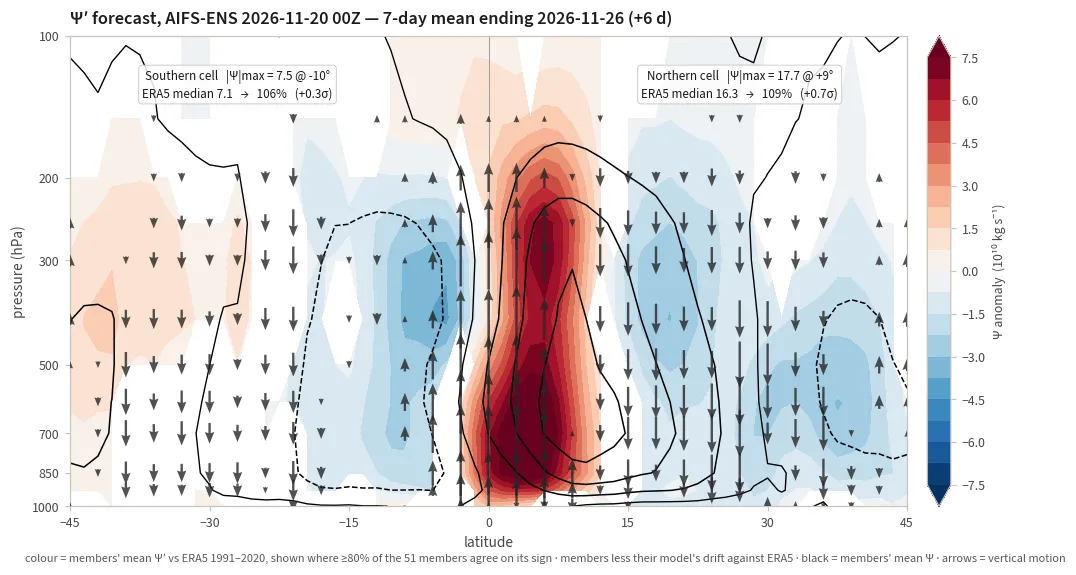 Ψ′ forecast, AIFS-ENS 2026-11-20 00Z — 7-day mean ending 2026-11-26 (+6 d)
Southern cell |Ψ|max = 7.5 @ -10°
ERA5 median 7.1 → 106% (+0.3σ)
Northern cell |Ψ|max = 17.7 @ +9°
ERA5 median 16.3 → 109% (+0.7σ)
100
200
300
400
500
700
850
1000
pressure (hPa)
−45
−30
−15
0
15
30
45
latitude
7.5
6.0
4.5
3.0
1.5
0.0
−1.5
−3.0
−4.5
−6.0
−7.5
Ψ anomaly (10¹⁰ kg s⁻¹)
colour = members' mean Ψ′ vs ERA5 1991–2020, shown where ≥80% of the 51 members agree on its sign · members less their model's drift against ERA5 · black = members' mean Ψ · arrows = vertical motion